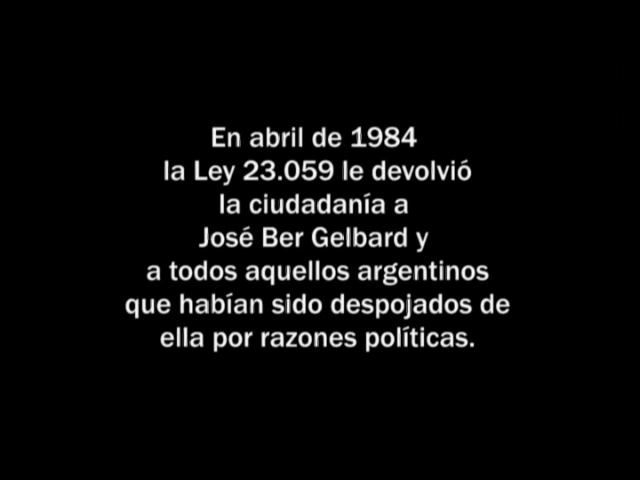 En abril de 1984
la Ley 23.059 le devolvió
la ciudadanía a
José Ber Gelbard y
a todos aquellos argentinos
que habían sido despojados de
ella por razones políticas.